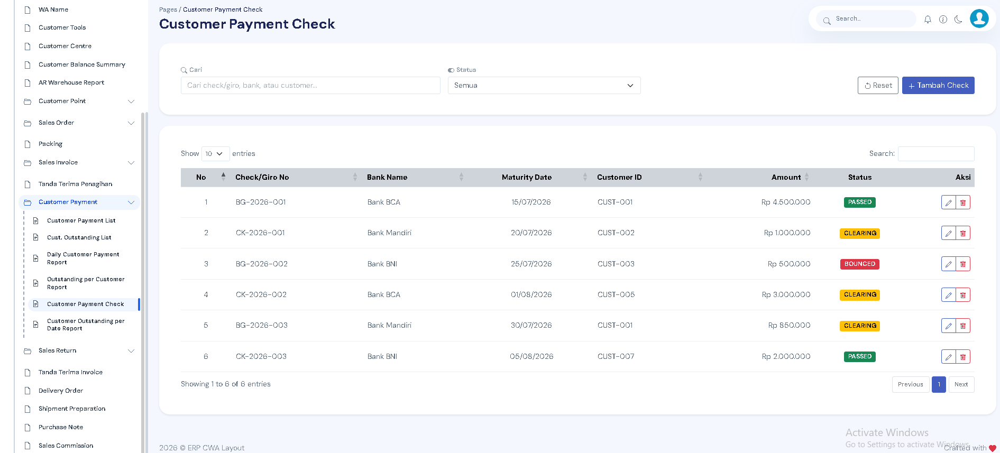 WA Name
Customer Tools
Customer Centre
Customer Balance Summary
AR Warehouse Report
Customer Point
Sales Order
Packing
Sales Invoice
Tanda Terima Penagihan
Customer Payment
Customer Payment List
Cust. Outstanding List
Daily Customer Payment
Report
Outstanding per Customer
Report
Customer Payment Check
Customer Outstanding per
Date Report
Sales Return
Tanda Terima Invoice
Delivery Order
Shipment Preparation
Purchase Note
Sales Commission
Pages / Customer Payment Check
Customer Payment Check
Search...
Cari
Status
Cari check/giro, bank, atau customer...
Semua
Reset
+ Tambah Check
Show 10 entries
Search:
No Check/Giro No Bank Name Maturity Date Customer ID Amount Status Aksi
1 BG-2026-001 Bank BCA 15/07/2026 CUST-001 Rp 4.500.000 PASSED
2 CK-2026-001 Bank Mandiri 20/07/2026 CUST-002 Rp 1.000.000 CLEARING
3 BG-2026-002 Bank BNI 25/07/2026 CUST-003 Rp 500.000 BOUNCED
4 CK-2026-002 Bank BCA 01/08/2026 CUST-005 Rp 3.000.000 CLEARING
5 BG-2026-003 Bank Mandiri 30/07/2026 CUST-001 Rp 850.000 CLEARING
6 CK-2026-003 Bank BNI 05/08/2026 CUST-007 Rp 2.000.000 PASSED
Showing 1 to 6 of 6 entries
Previous 1 Next
Activate Windows
Go to Settings to activate Windows.
2026 © ERP CWA Layout
Crafted with